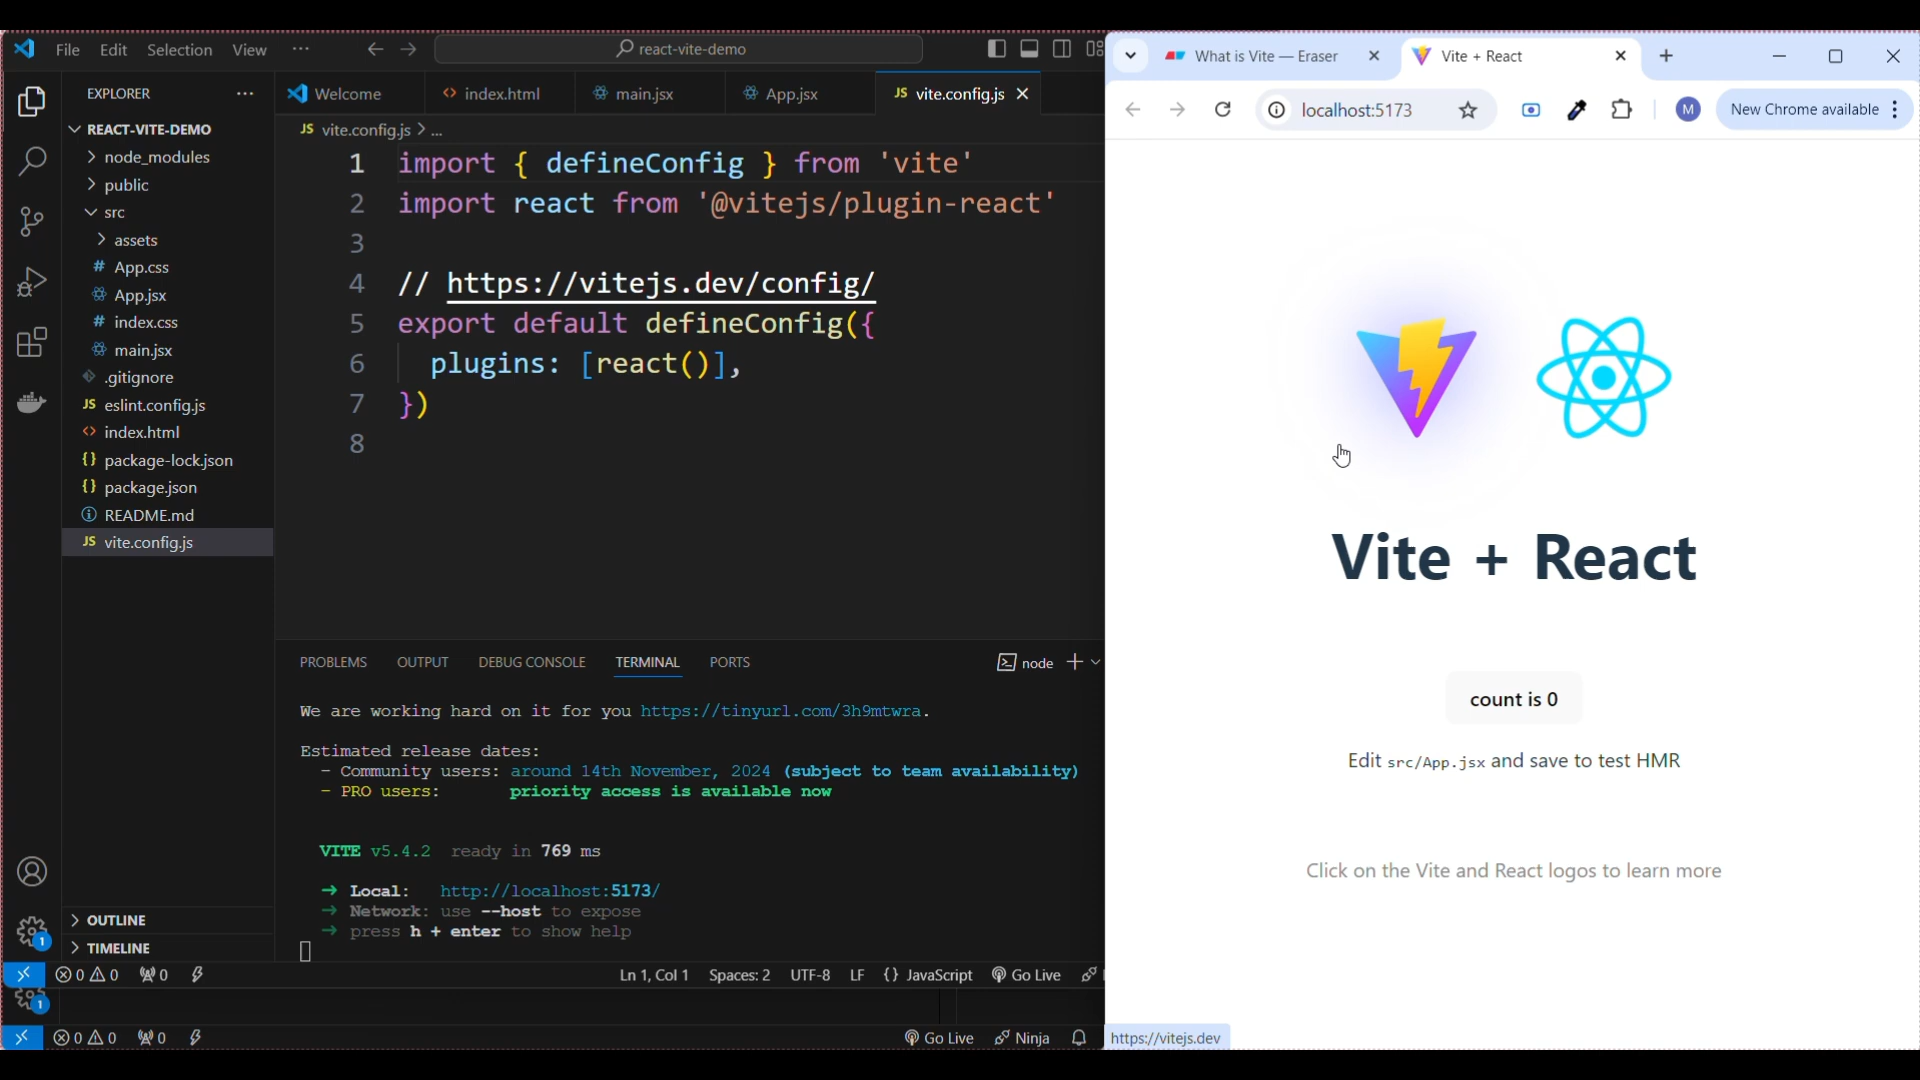 File Edit Selection View ··· react-vite-demo
EXPLORER ···
REACT-VITE-DEMO
node_modules
public
src
assets
# App.css
App.jsx
# index.css
main.jsx
.gitignore
JS eslint.config.js
<> index.html
{} package-lock.json
{} package.json
README.md
JS vite.config.js
OUTLINE
TIMELINE
1
Welcome <> index.html main.jsx App.jsx JS vite.config.js
JS vite.config.js > ...
1 import { defineConfig } from 'vite'
2 import react from '@vitejs/plugin-react'
3
4 // https://vitejs.dev/config/
5 export default defineConfig({
6 plugins: [react()],
7 })
8
PROBLEMS OUTPUT DEBUG CONSOLE TERMINAL PORTS node
We are working hard on it for you https://tinyurl.com/3h9mtwra.
Estimated release dates:
- Community users: around 14th November, 2024 (subject to team availability)
- PRO users: priority access is available now
VITE v5.4.2 ready in 769 ms
→ Local: http://localhost:5173/
→ Network: use --host to expose
→ press h + enter to show help
0 0 0 Ln 1, Col 1 Spaces: 2 UTF-8 LF {} JavaScript Go Live
1
0 0 0 Go Live Ninja
What is Vite — Eraser Vite + React
localhost:5173 M New Chrome available
Vite + React
count is 0
Edit src/App.jsx and save to test HMR
Click on the Vite and React logos to learn more
https://vitejs.dev